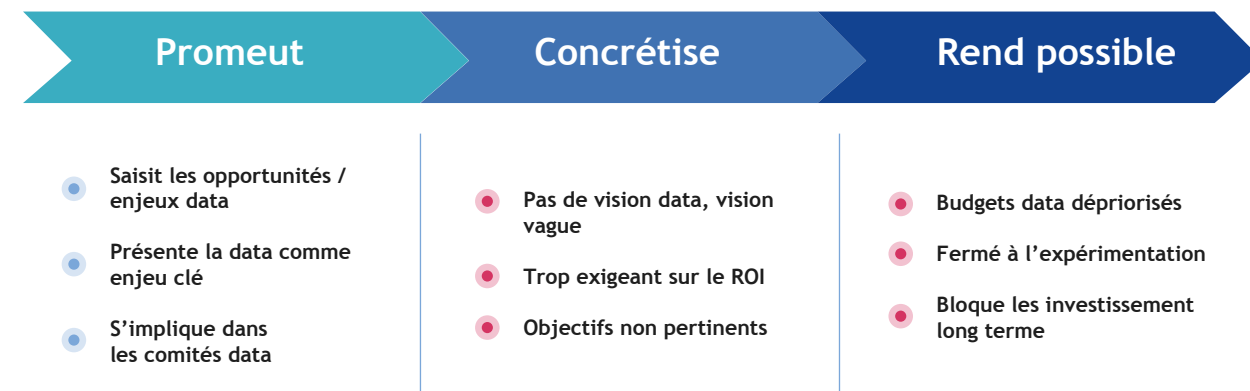 Promeut
Concrétise
Rend possible
Saisit les opportunités /
enjeux data
Présente la data comme
enjeu clé
S'implique dans
les comités data
Pas de vision data, vision
vague
Trop exigeant sur le ROI
Objectifs non pertinents
Budgets data dépriorisés
Fermé à l'expérimentation
Bloque les investissement
long terme